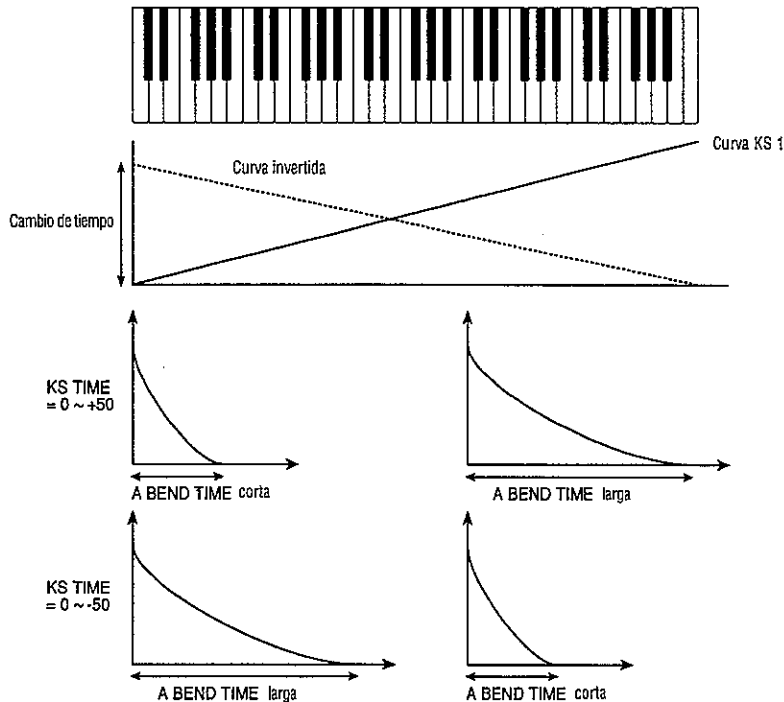 Curva KS 1
Curva invertida
Cambio de tiempo
KS TIME
= 0 ~ +50
A BEND TIME corta
A BEND TIME larga
KS TIME
= 0 ~ -50
A BEND TIME larga
A BEND TIME corta